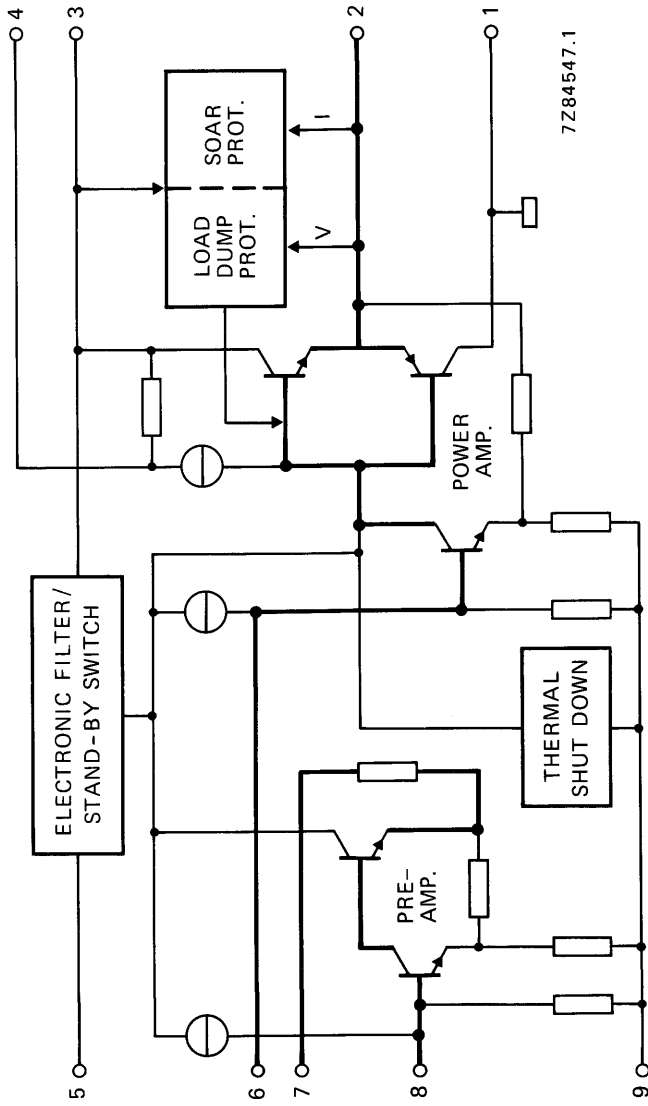 4
3
2
1
5
6
7
8
9
ELECTRONIC FILTER/
STAND-BY SWITCH
LOAD
DUMP
PROT.
SOAR
PROT.
V
I
POWER
AMP.
PRE-
AMP.
THERMAL
SHUT DOWN
7Z84547.1